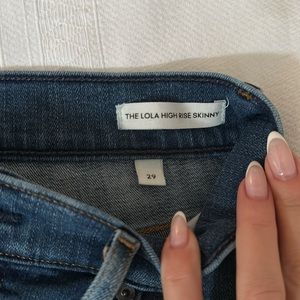 THE LOLA HIGH RISE SKINNY
29